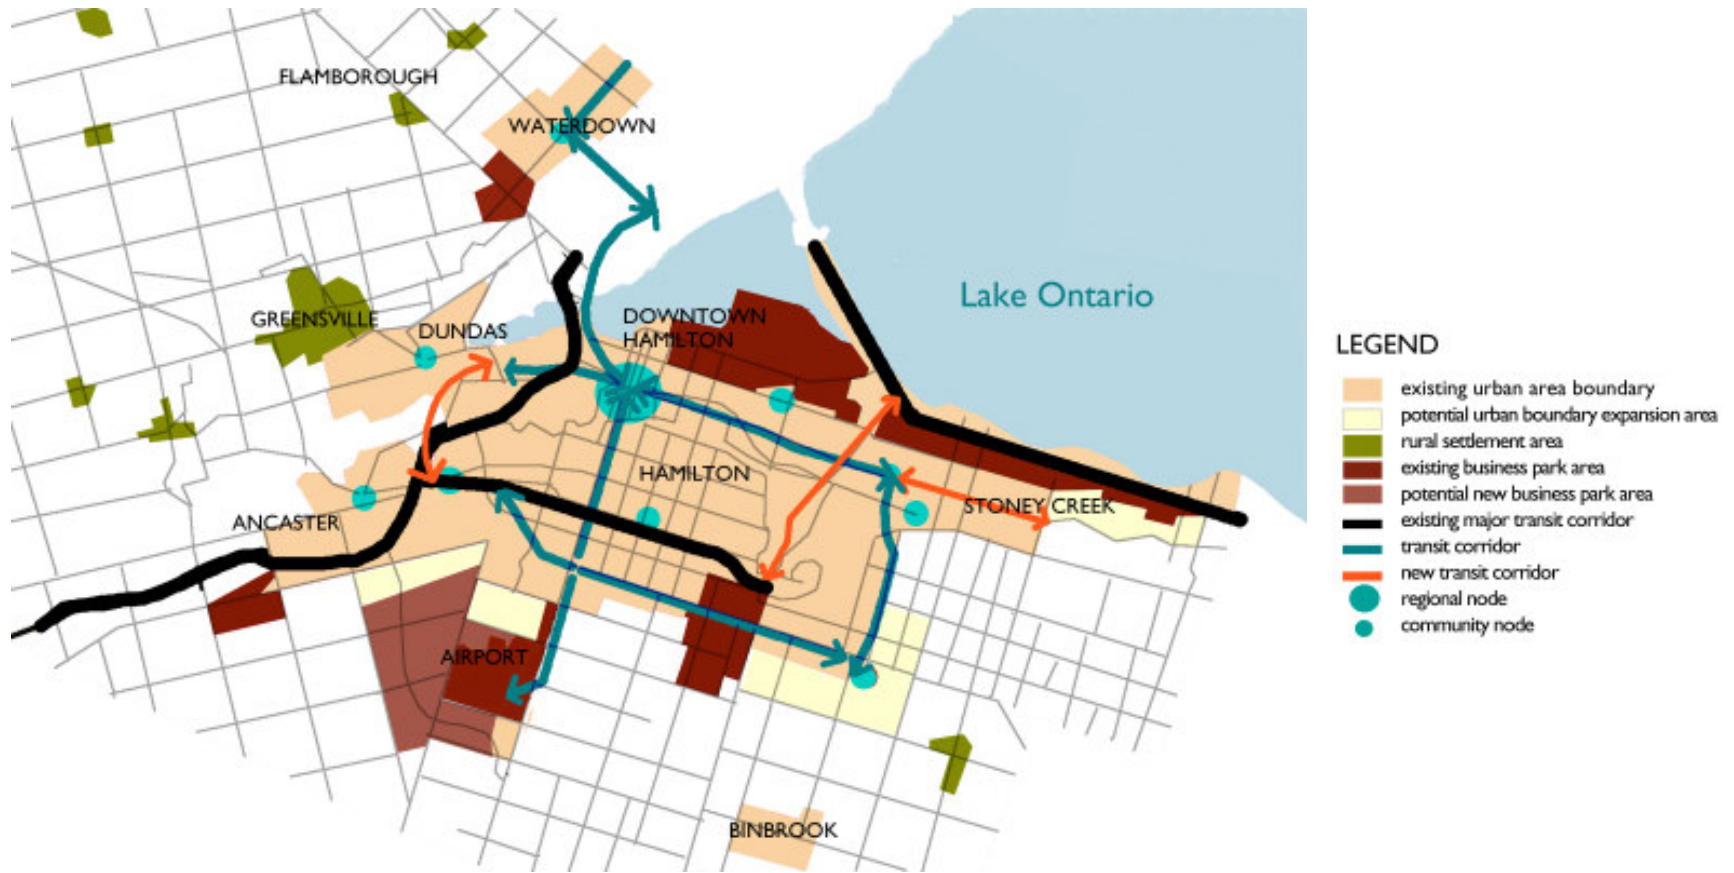 FLAMBOROUGH
WATERDOWN
Lake Ontario
GREENSVILLE
DUNDAS
DOWNTOWN
HAMILTON
HAMILTON
STONEY CREEK
ANCASTER
AIRPORT
BINBROOK
LEGEND
existing urban area boundary
potential urban boundary expansion area
rural settlement area
existing business park area
potential new business park area
existing major transit corridor
transit corridor
new transit corridor
regional node
community node